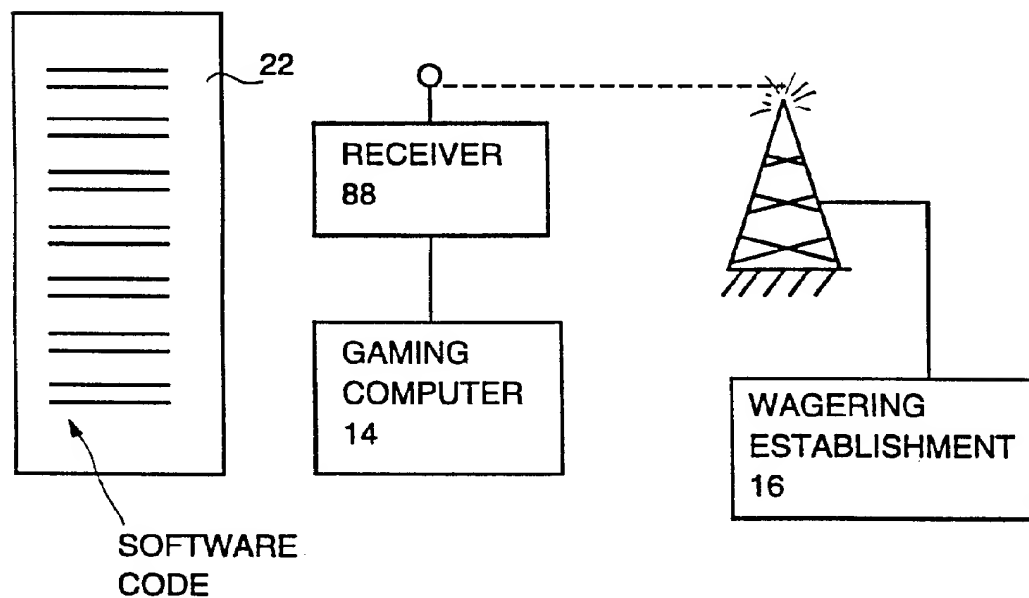 22
RECEIVER
88
GAMING
COMPUTER
14
WAGERING
ESTABLISHMENT
16
SOFTWARE
CODE